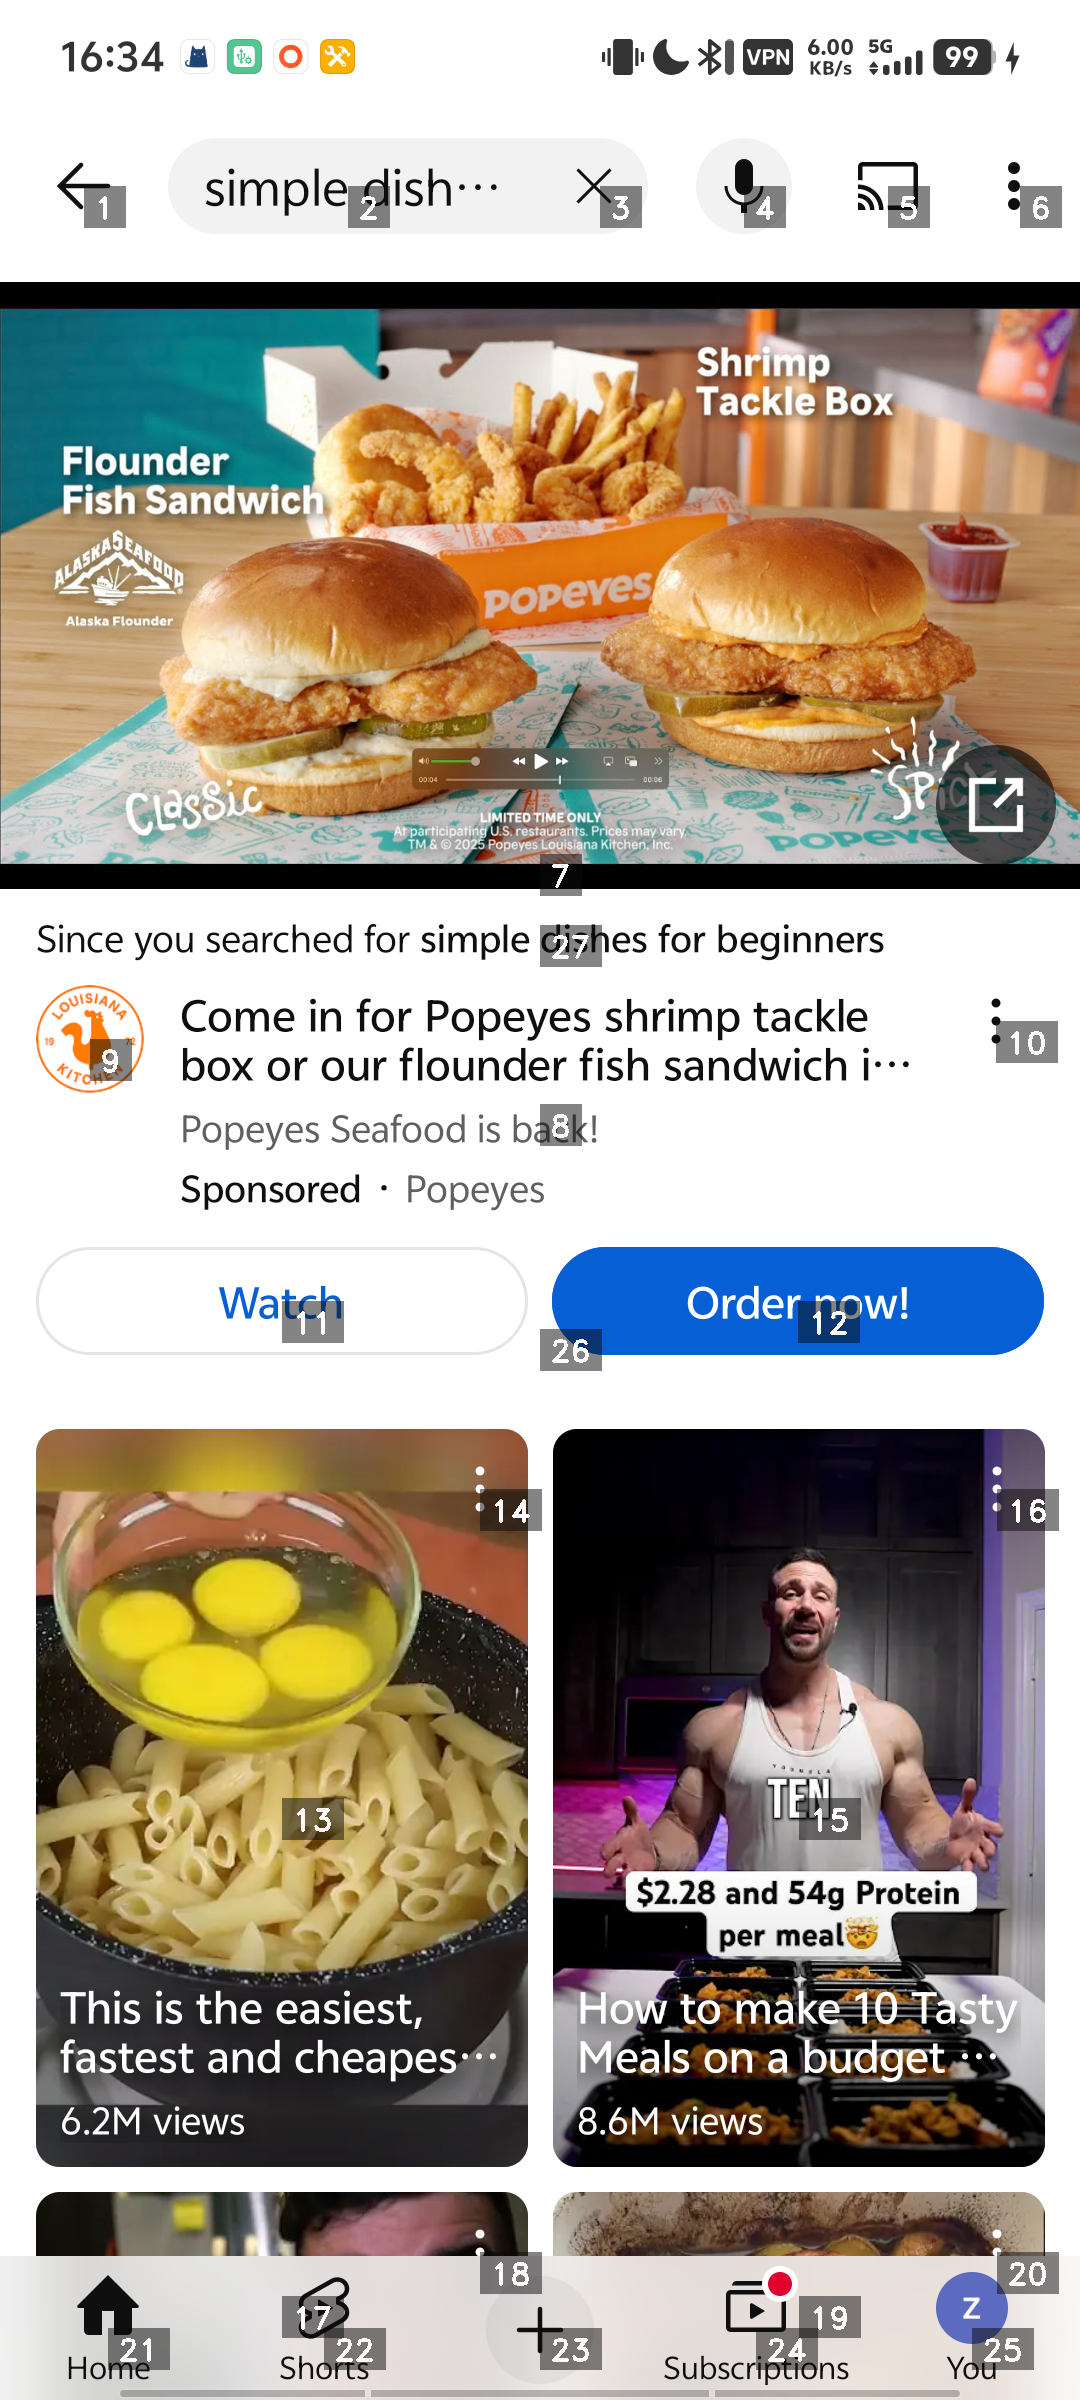 16:34
VPN
6.00
KB/s
5G
99
simple dish…
1
2
3
4
5
6
Shrimp
Tackle Box
Flounder
Fish Sandwich
ALASKA SEAFOOD
Alaska Flounder
POPEYES
Classic
00:04
00:06
LIMITED TIME ONLY
At participating U.S. restaurants. Prices may vary.
TM & © 2025 Popeyes Louisiana Kitchen, Inc.
7
Since you searched for simple dishes for beginners
27
LOUISIANA
19 72
KITCHEN
9
Come in for Popeyes shrimp tackle
box or our flounder fish sandwich i…
10
Popeyes Seafood is back!
8
Sponsored · Popeyes
Watch
11
Order now!
12
26
14
16
TEN
13
15
$2.28 and 54g Protein
per meal🤯
This is the easiest,
fastest and cheapes…
6.2M views
How to make 10 Tasty
Meals on a budget …
8.6M views
18
20
17
19
Z
21
22
23
24
25
Home
Shorts
Subscriptions
You